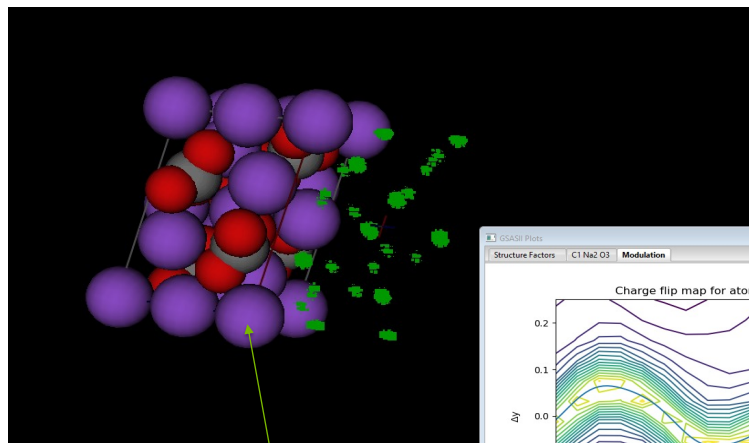 GSASII Plots
Structure Factors C1 Na2 O3 Modulation
Charge flip map for ato
0.2
0.1
0.0
Δy